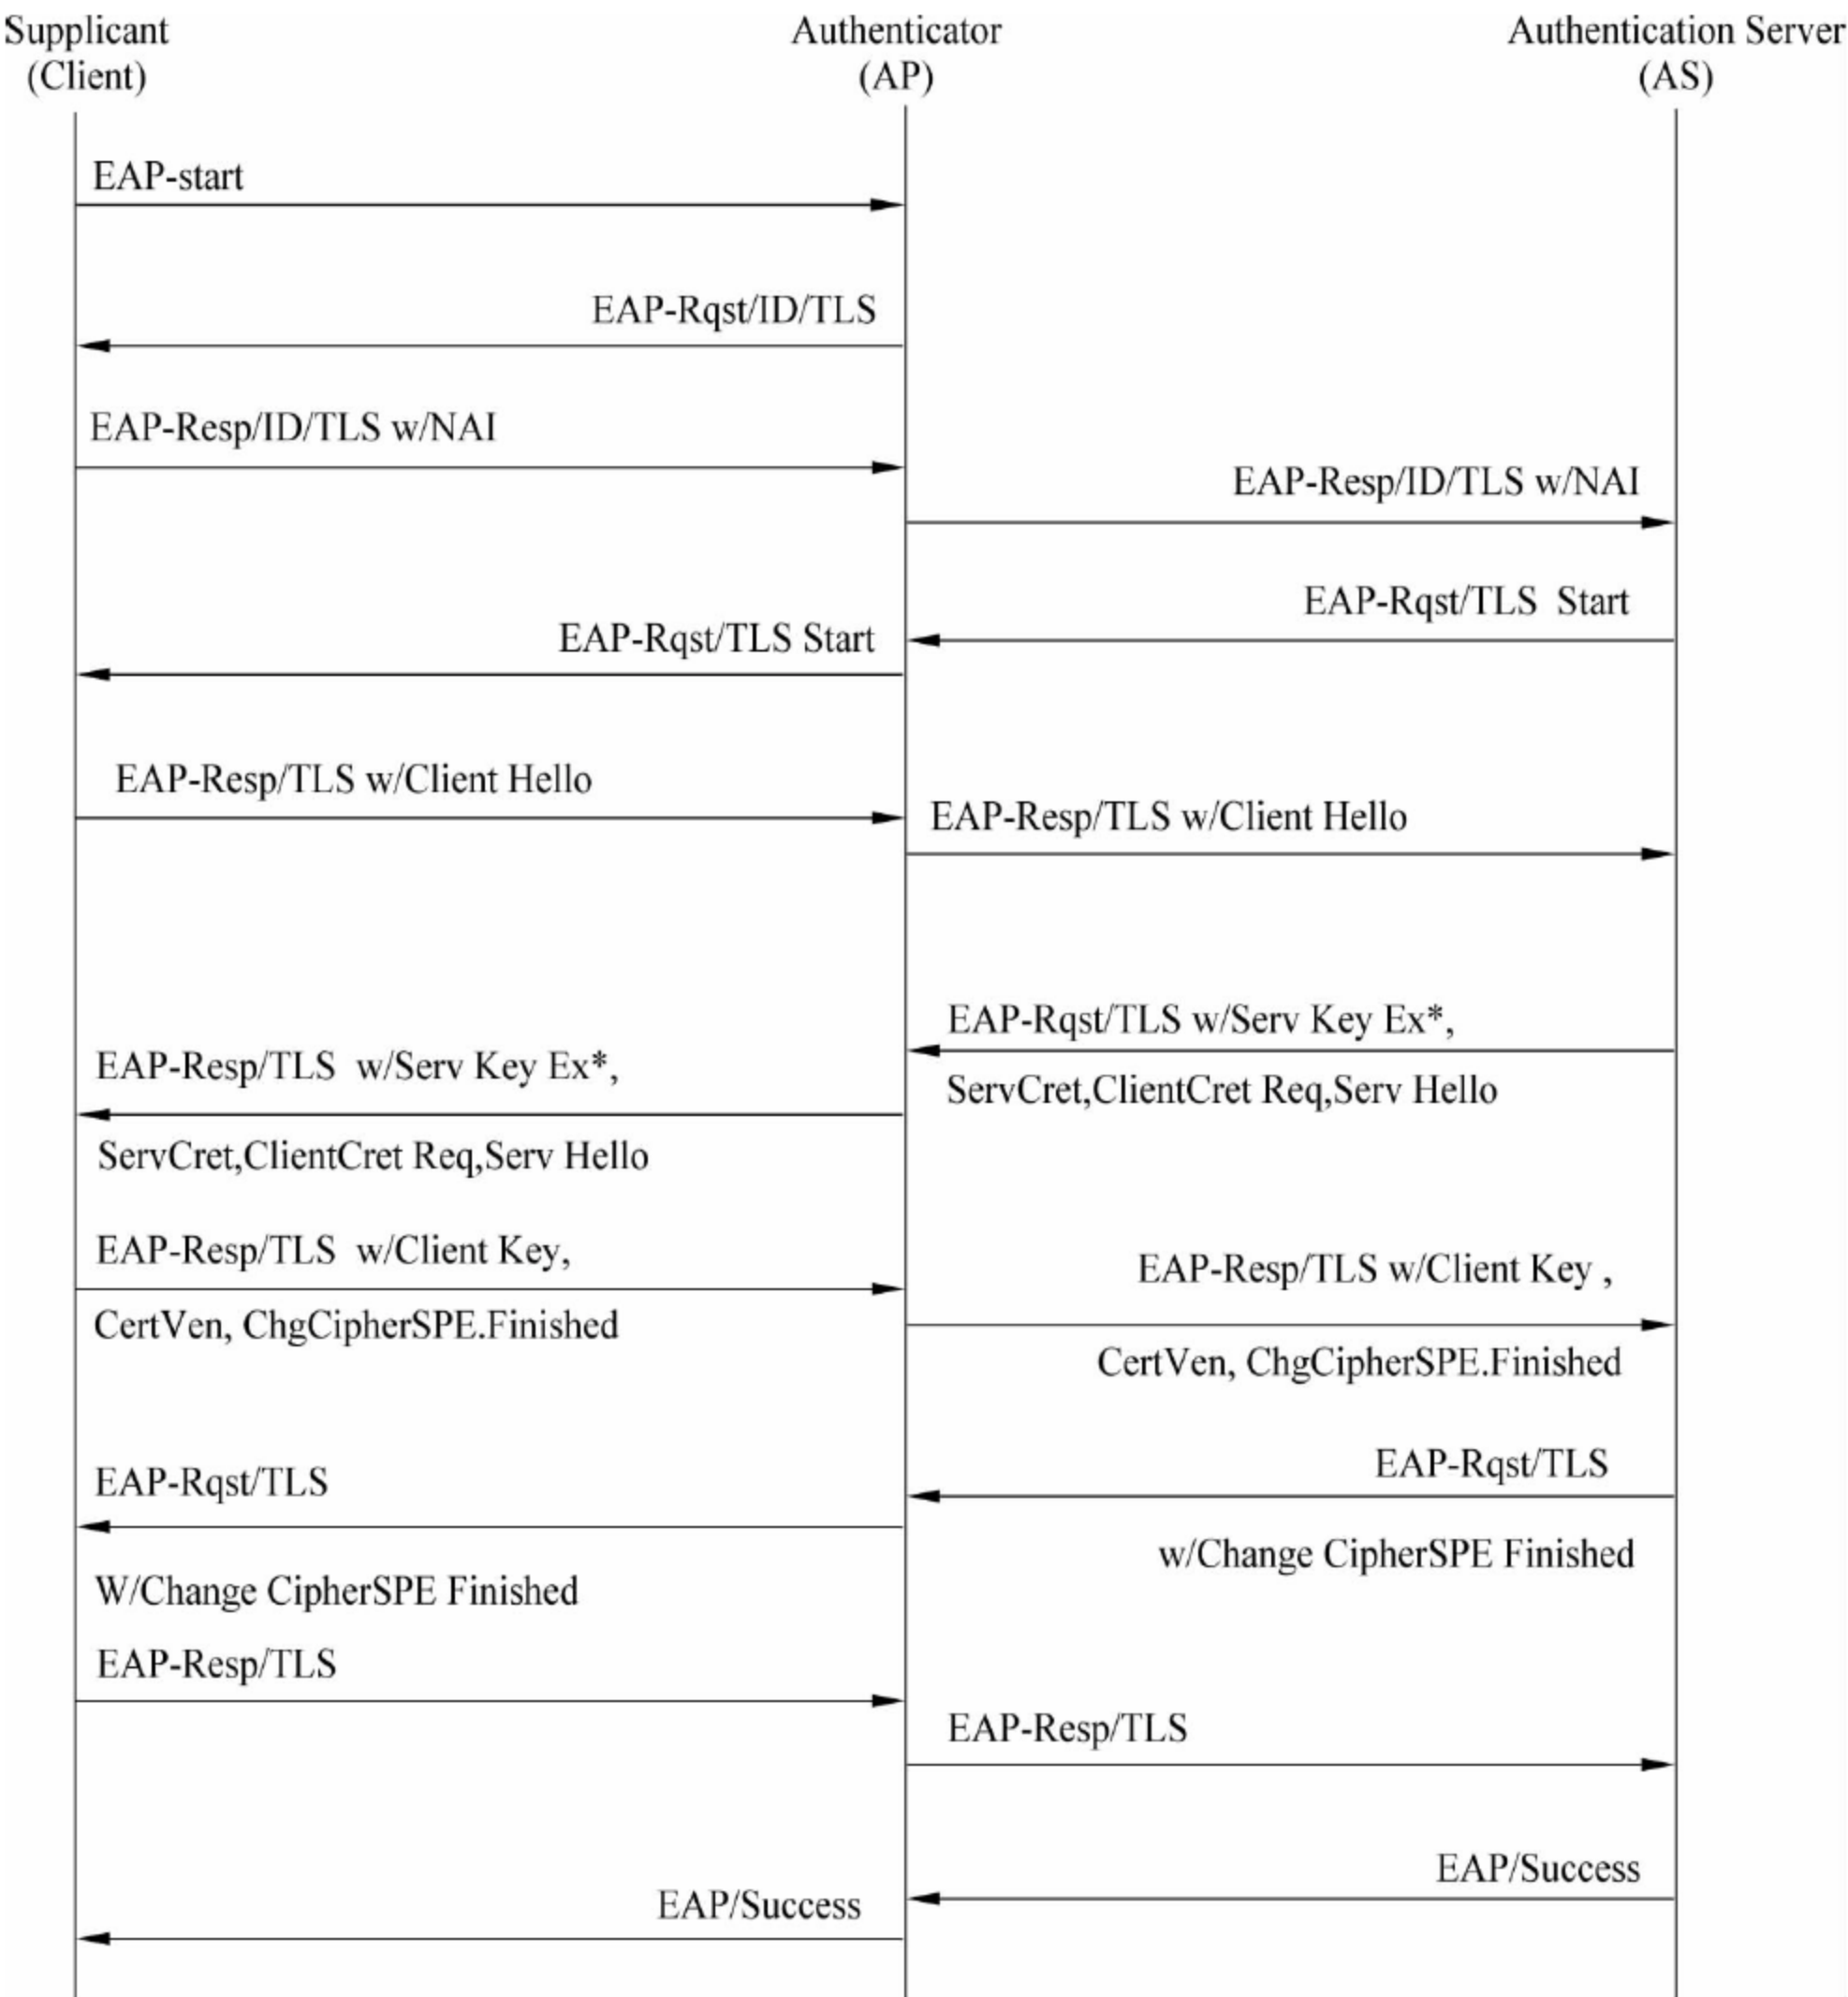 Supplicant
(Client)
Authenticator
(AP)
Authentication Server
(AS)
EAP-start
EAP-Rqst/ID/TLS
EAP-Resp/ID/TLS w/NAI
EAP-Resp/ID/TLS w/NAI
EAP-Rqst/TLS Start
EAP-Rqst/TLS Start
EAP-Resp/TLS w/Client Hello
EAP-Resp/TLS w/Client Hello
EAP-Rqst/TLS w/Serv Key Ex*,
ServCret,ClientCret Req,Serv Hello
EAP-Resp/TLS w/Serv Key Ex*,
ServCret,ClientCret Req,Serv Hello
EAP-Resp/TLS w/Client Key,
CertVen, ChgCipherSPE.Finished
EAP-Resp/TLS w/Client Key ,
CertVen, ChgCipherSPE.Finished
EAP-Rqst/TLS
w/Change CipherSPE Finished
EAP-Rqst/TLS
W/Change CipherSPE Finished
EAP-Resp/TLS
EAP-Resp/TLS
EAP/Success
EAP/Success